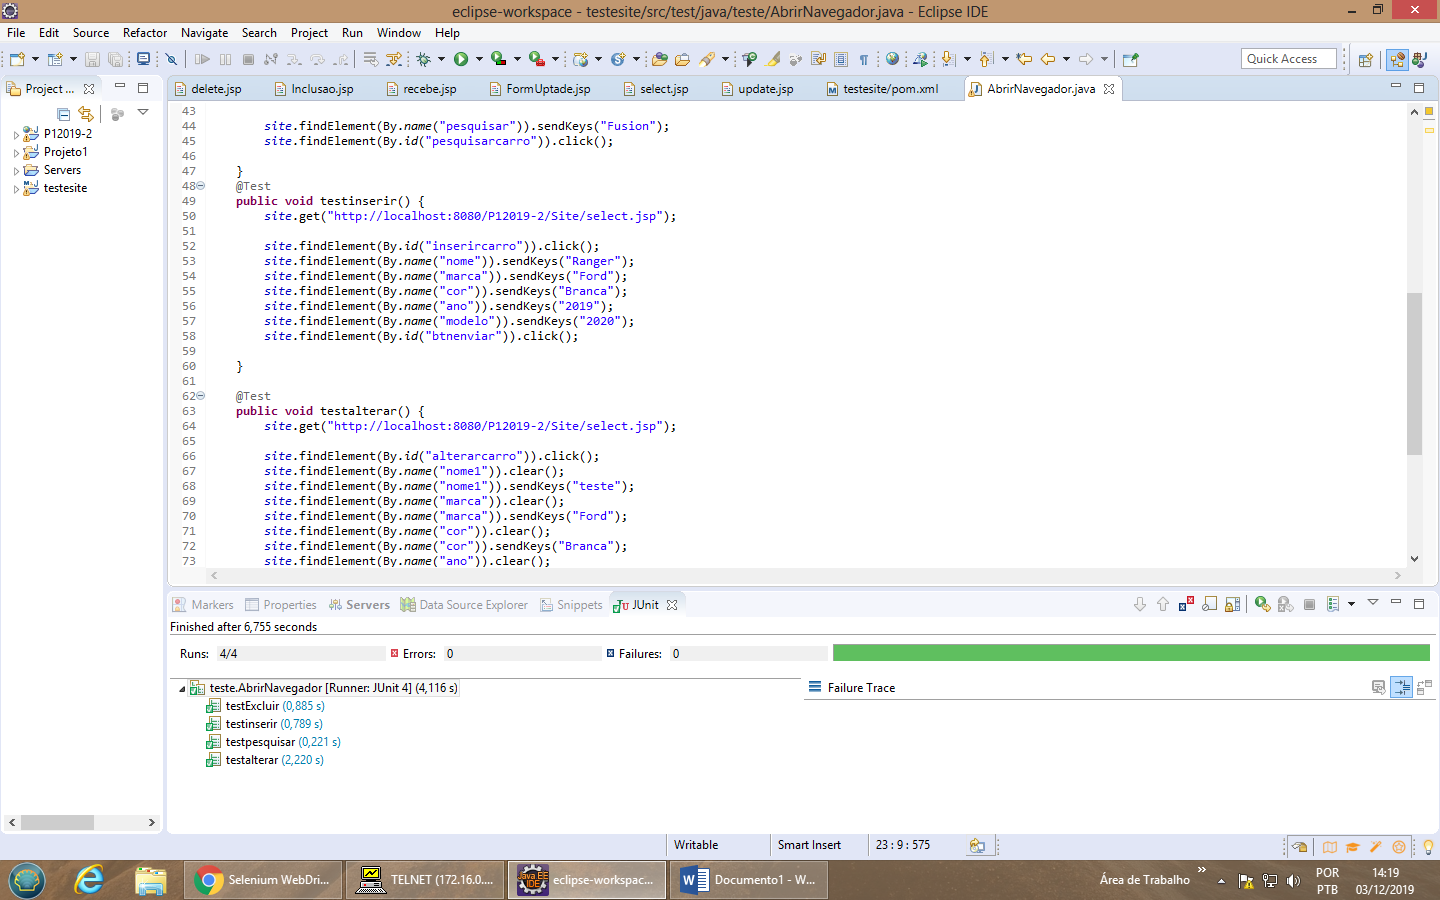 eclipse-workspace - testesite/src/test/java/teste/AbrirNavegador.java - Eclipse IDE
File Edit Source Refactor Navigate Search Project Run Window Help
Quick Access
Project ...
delete.jsp Inclusao.jsp recebe.jsp FormUptade.jsp select.jsp update.jsp testesite/pom.xml AbrirNavegador.java
P12019-2
Projeto1
Servers
testesite
43
44 site.findElement(By.name("pesquisar")).sendKeys("Fusion");
45 site.findElement(By.id("pesquisarcarro")).click();
46
47 }
48 @Test
49 public void testinserir() {
50 site.get("http://localhost:8080/P12019-2/Site/select.jsp");
51
52 site.findElement(By.id("inserircarro")).click();
53 site.findElement(By.name("nome")).sendKeys("Ranger");
54 site.findElement(By.name("marca")).sendKeys("Ford");
55 site.findElement(By.name("cor")).sendKeys("Branca");
56 site.findElement(By.name("ano")).sendKeys("2019");
57 site.findElement(By.name("modelo")).sendKeys("2020");
58 site.findElement(By.id("btnenviar")).click();
59
60 }
61
62 @Test
63 public void testalterar() {
64 site.get("http://localhost:8080/P12019-2/Site/select.jsp");
65
66 site.findElement(By.id("alterarcarro")).click();
67 site.findElement(By.name("nome1")).clear();
68 site.findElement(By.name("nome1")).sendKeys("teste");
69 site.findElement(By.name("marca")).clear();
70 site.findElement(By.name("marca")).sendKeys("Ford");
71 site.findElement(By.name("cor")).clear();
72 site.findElement(By.name("cor")).sendKeys("Branca");
73 site.findElement(By.name("ano")).clear();
Markers Properties Servers Data Source Explorer Snippets JUnit
Finished after 6,755 seconds
Runs: 4/4 Errors: 0 Failures: 0
teste.AbrirNavegador [Runner: JUnit 4] (4,116 s)
Failure Trace
testExcluir (0,885 s)
testinserir (0,789 s)
testpesquisar (0,221 s)
testalterar (2,220 s)
Writable Smart Insert 23 : 9 : 575
Selenium WebDri... TELNET (172.16.0.... eclipse-workspac... Documento1 - W... Área de Trabalho
POR
PTB
14:19
03/12/2019